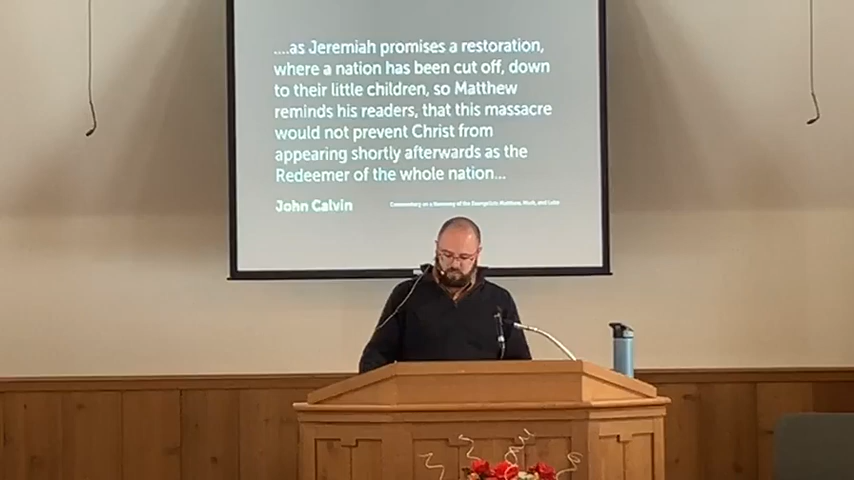 ....as Jeremiah promises a restoration,
where a nation has been cut off, down
to their little children, so Matthew
reminds his readers, that this massacre
would not prevent Christ from
appearing shortly afterwards as the
Redeemer of the whole nation...
John Calvin
Commentary on a Harmony of the Evangelists Matthew, Mark, and Luke